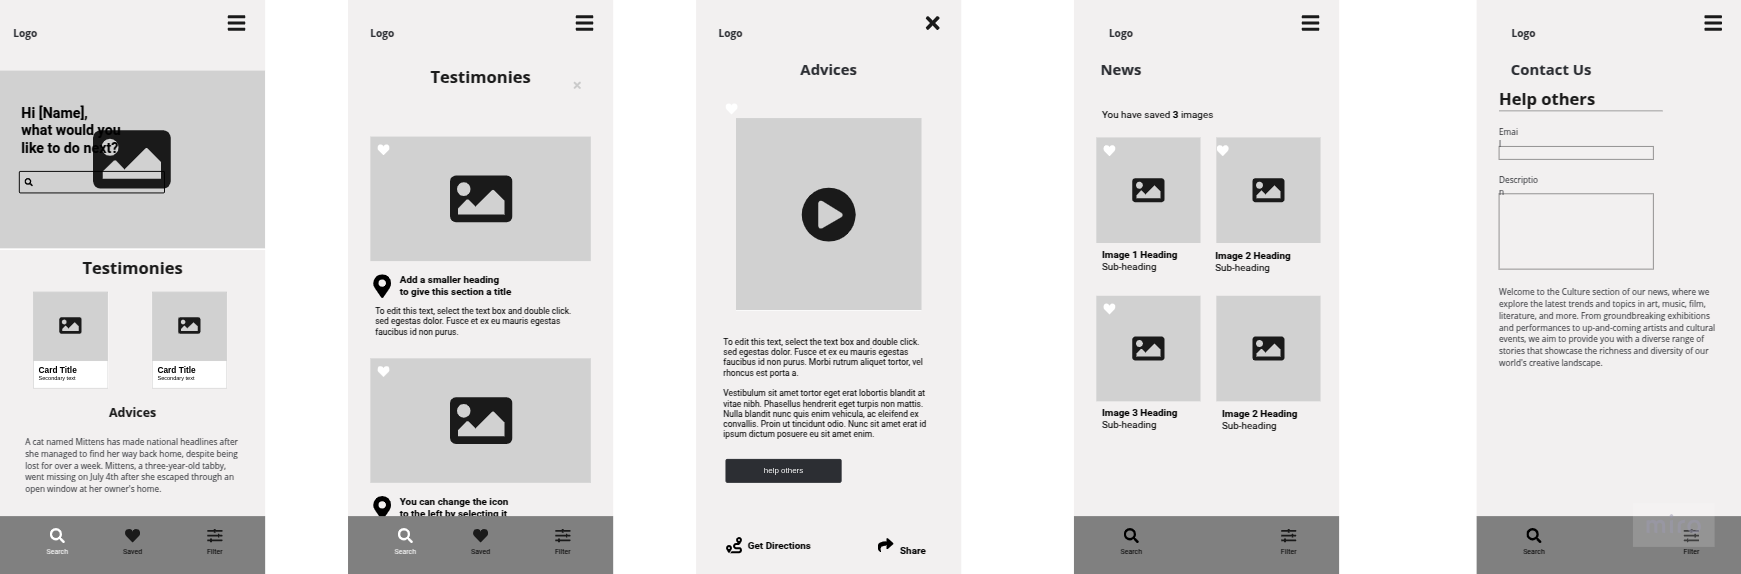 Logo
Hi [Name],
what would you
like to do next?
Testimonies
Card Title
Secondary text
Card Title
Secondary text
Advices
A cat named Mittens has made national headlines after
she managed to find her way back home, despite being
lost for over a week. Mittens, a three-year-old tabby,
went missing on July 4th after she escaped through an
open window at her owner's home.
Search
Saved
Filter
Logo
Testimonies
Add a smaller heading
to give this section a title
To edit this text, select the text box and double click.
sed egestas dolor. Fusce et ex eu mauris egestas
faucibus id non purus.
You can change the icon
to the left by selecting it
Search
Saved
Filter
Logo
Advices
To edit this text, select the text box and double click.
sed egestas dolor. Fusce et ex eu mauris egestas
faucibus id non purus. Morbi rutrum aliquet tortor, vel
rhoncus est porta a.
Vestibulum sit amet tortor eget erat lobortis blandit at
vitae nibh. Phasellus hendrerit eget turpis non mattis.
Nulla blandit nunc quis enim vehicula, ac eleifend ex
convallis. Proin ut tincidunt odio. Nunc sit amet erat id
ipsum dictum posuere eu sit amet enim.
help others
Get Directions
Share
Logo
News
You have saved 3 images
Image 1 Heading
Sub-heading
Image 2 Heading
Sub-heading
Image 3 Heading
Sub-heading
Image 2 Heading
Sub-heading
Search
Filter
Logo
Contact Us
Help others
Emai
l
Descriptio
n
Welcome to the Culture section of our news, where we
explore the latest trends and topics in art, music, film,
literature, and more. From groundbreaking exhibitions
and performances to up-and-coming artists and cultural
events, we aim to provide you with a diverse range of
stories that showcase the richness and diversity of our
world's creative landscape.
Search
Filter
miro